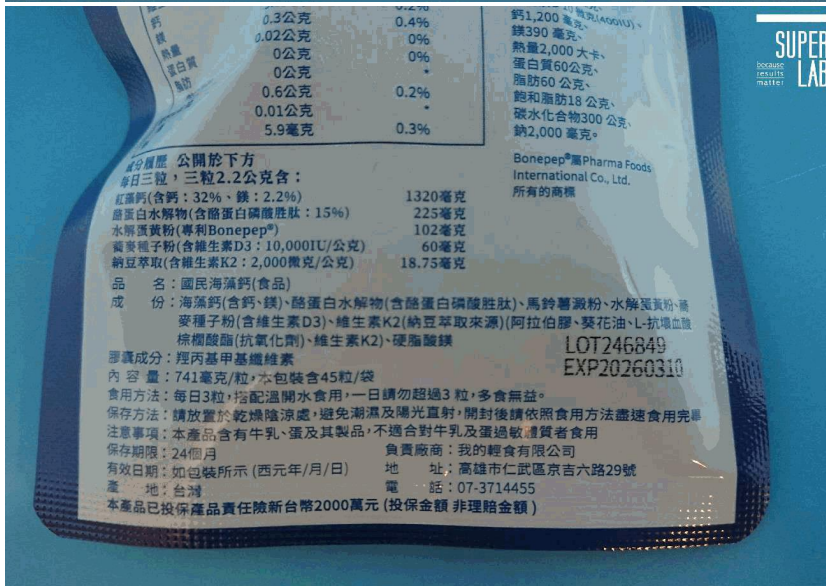 鈣
鎂
熱量
蛋白質
脂肪
0.3公克 0.4%
0.02公克 0%
0公克 0%
0公克 *
0.6公克 0.2%
0.01公克 *
5.9毫克 0.3%
鈣1,200 毫克、
鎂390 毫克、
熱量2,000 大卡、
蛋白質60公克、
脂肪60 公克、
飽和脂肪18 公克、
碳水化合物300 公克、
鈉2,000 毫克。
Bonepep®屬Pharma Foods
International Co., Ltd.
所有的商標
SUPER
LAB
because
results
matter
成分履歷 公開於下方
每日三粒，三粒2.2公克含：
紅藻鈣(含鈣：32%、鎂：2.2%) 1320毫克
酪蛋白水解物(含酪蛋白磷酸胜肽：15%) 225毫克
水解蛋黃粉(專利Bonepep®) 102毫克
蕎麥種子粉(含維生素D3：10,000IU/公克) 60毫克
納豆萃取(含維生素K2：2,000微克/公克) 18.75毫克
品 名：國民海藻鈣(食品)
成 份：海藻鈣(含鈣、鎂)、酪蛋白水解物(含酪蛋白磷酸胜肽)、馬鈴薯澱粉、水解蛋黃粉、蕎
麥種子粉(含維生素D3)、維生素K2(納豆萃取來源)(阿拉伯膠、葵花油、L-抗壞血酸
棕櫚酸酯(抗氧化劑)、維生素K2)、硬脂酸鎂
LOT246849
EXP20260310
膠囊成分：羥丙基甲基纖維素
內 容 量：741毫克/粒，本包裝含45粒/袋
食用方法：每日3粒，搭配溫開水食用，一日請勿超過3 粒，多食無益。
保存方法：請放置於乾燥陰涼處，避免潮濕及陽光直射，開封後請依照食用方法盡速食用完畢
注意事項：本產品含有牛乳、蛋及其製品，不適合對牛乳及蛋過敏體質者食用
保存期限：24個月
有效日期：如包裝所示 (西元年/月/日)
產 地：台灣
負責廠商：我的輕食有限公司
地 址：高雄市仁武區京吉六路29號
電 話：07-3714455
本產品已投保產品責任險新台幣2000萬元 (投保金額 非理賠金額 )